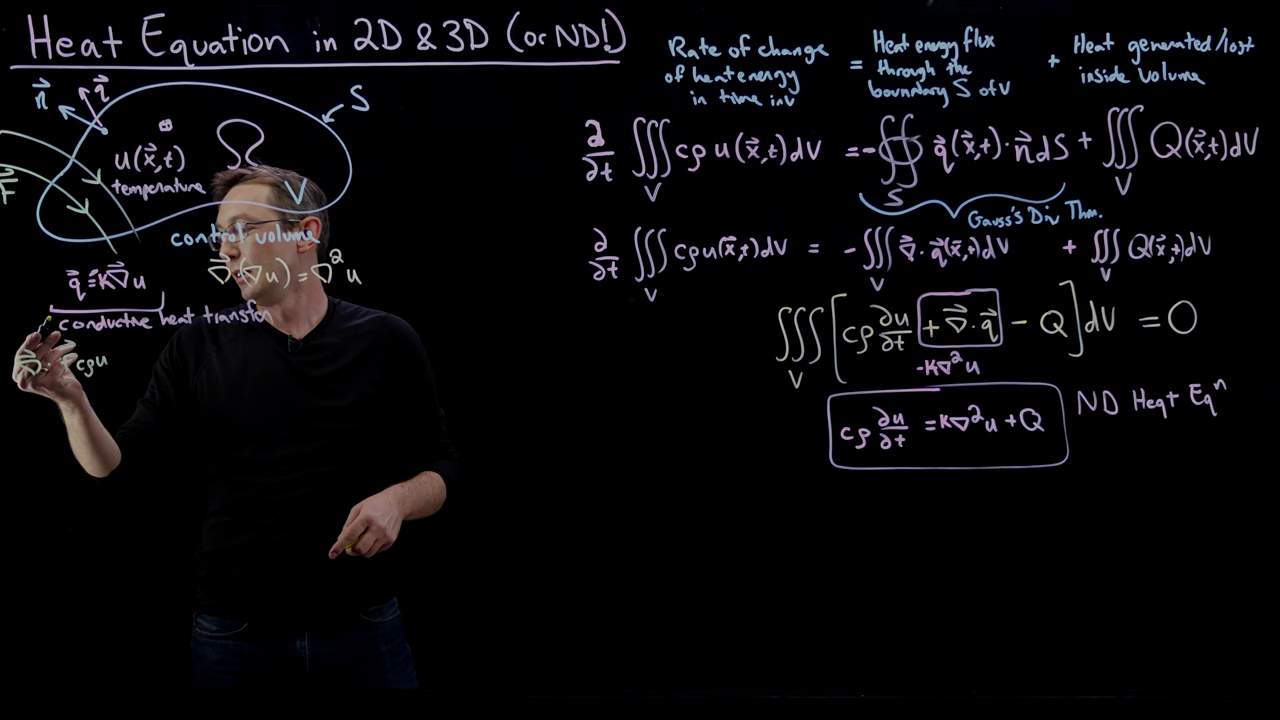 Heat Equation in 2D & 3D (or ND!)
Rate of change of heat energy in time in V = Heat energy flux through the boundary S of V + Heat generated/lost inside volume
n⃗ q⃗ S
u(x⃗,t)
temperature
V
control volume
F⃗
∂/∂t ∭_V cρ u(x⃗,t)dV = -∯_S q⃗(x⃗,t)·n⃗dS + ∭_V Q(x⃗,t)dV
Gauss's Div Thm.
∂/∂t ∭_V cρu(x⃗,t)dV = -∭_V ∇⃗·q⃗(x⃗,t)dV + ∭_V Q(x⃗,t)dV
q⃗ = -κ∇⃗u
∇⃗·(∇⃗u) = ∇²u
conductive heat transfer
∇⃗· F⃗ cρu
∭_V [cρ ∂u/∂t + ∇⃗·q⃗ - Q]dV = 0
-κ∇²u
cρ ∂u/∂t = κ∇²u + Q
ND Heat Eqⁿ